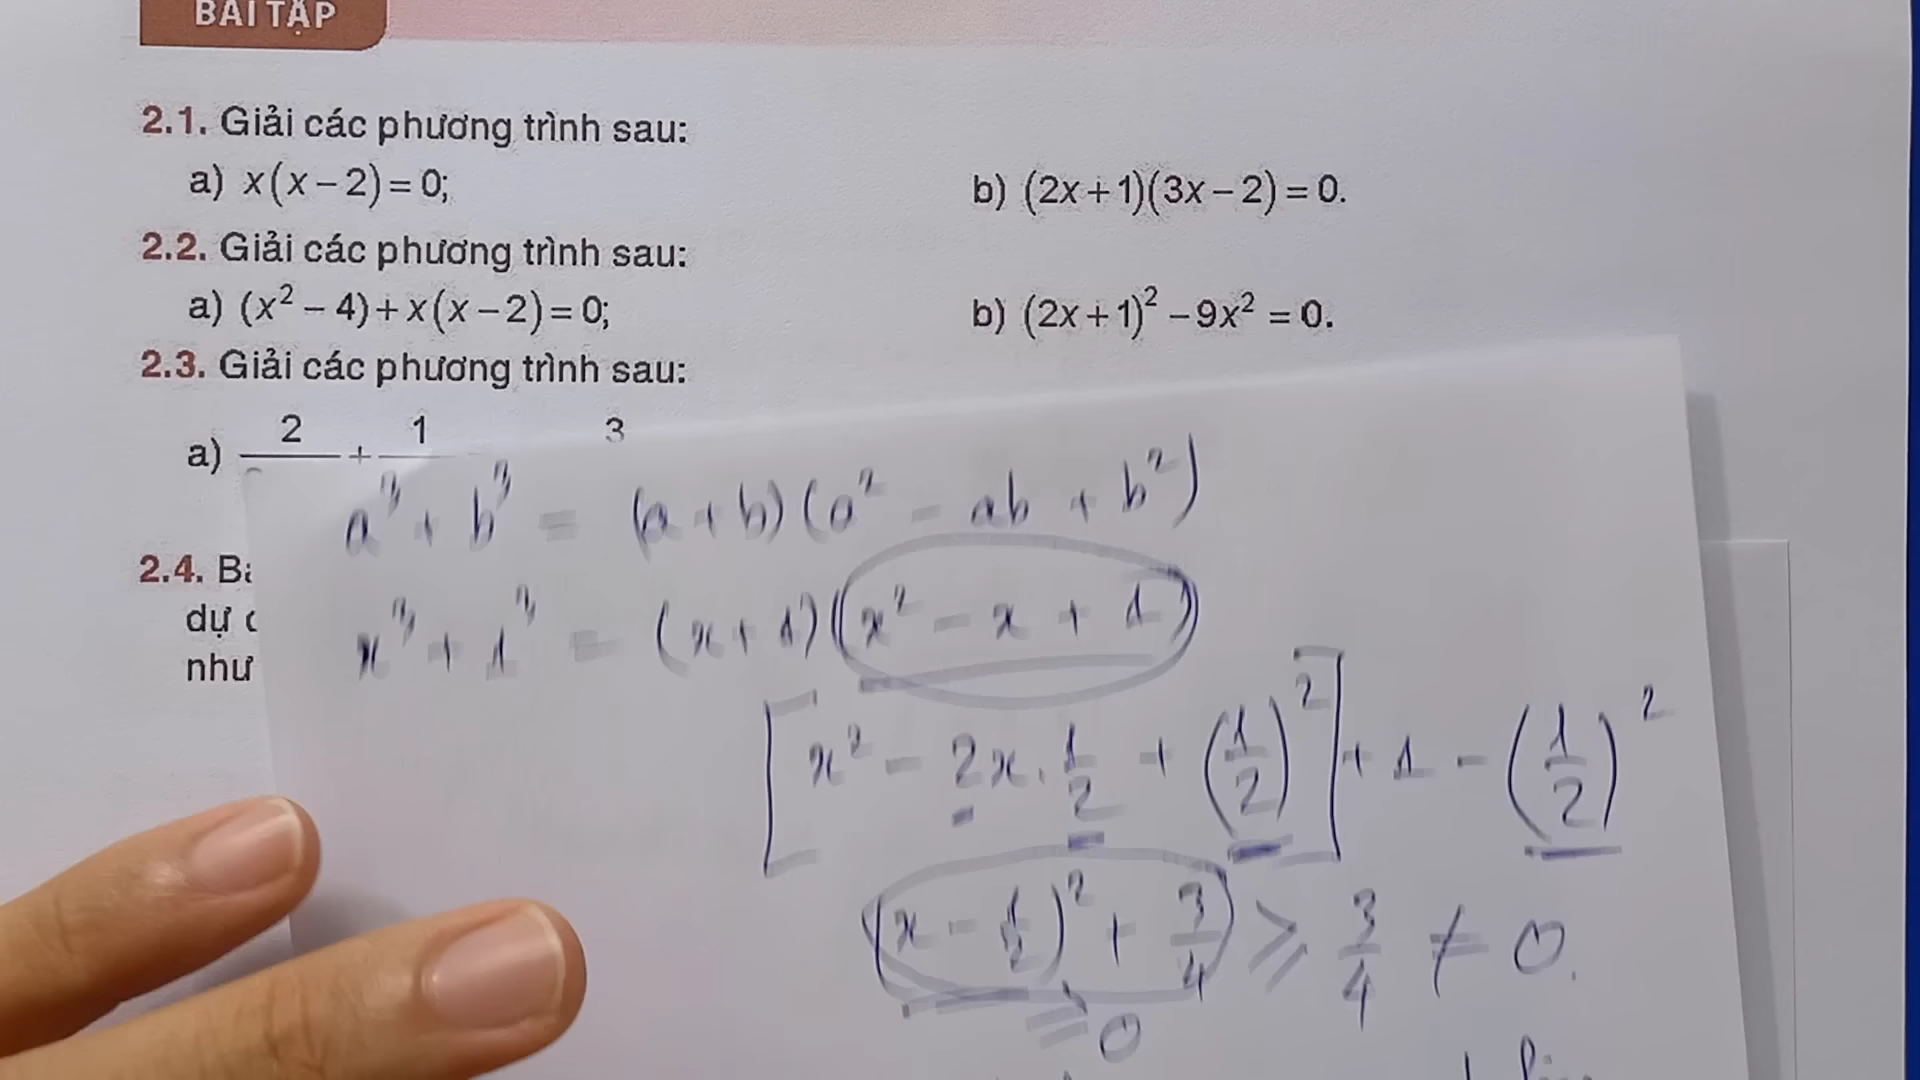 BÀI TẬP
2.1. Giải các phương trình sau:
a) x(x – 2) = 0;
b) (2x + 1)(3x – 2) = 0.
2.2. Giải các phương trình sau:
a) (x² – 4) + x(x – 2) = 0;
b) (2x + 1)² – 9x² = 0.
2.3. Giải các phương trình sau:
a) 2 + 1 3
2.4.
dự
như
a³ + b³ = (a + b)(a² - ab + b²)
x³ + 1³ = (x + 1)(x² - x + 1)
[x² - 2x. 1/2 + (1/2)²] + 1 - (1/2)²
(x - 1/2)² + 3/4 ≥ 3/4 ≠ 0.
≥ 0